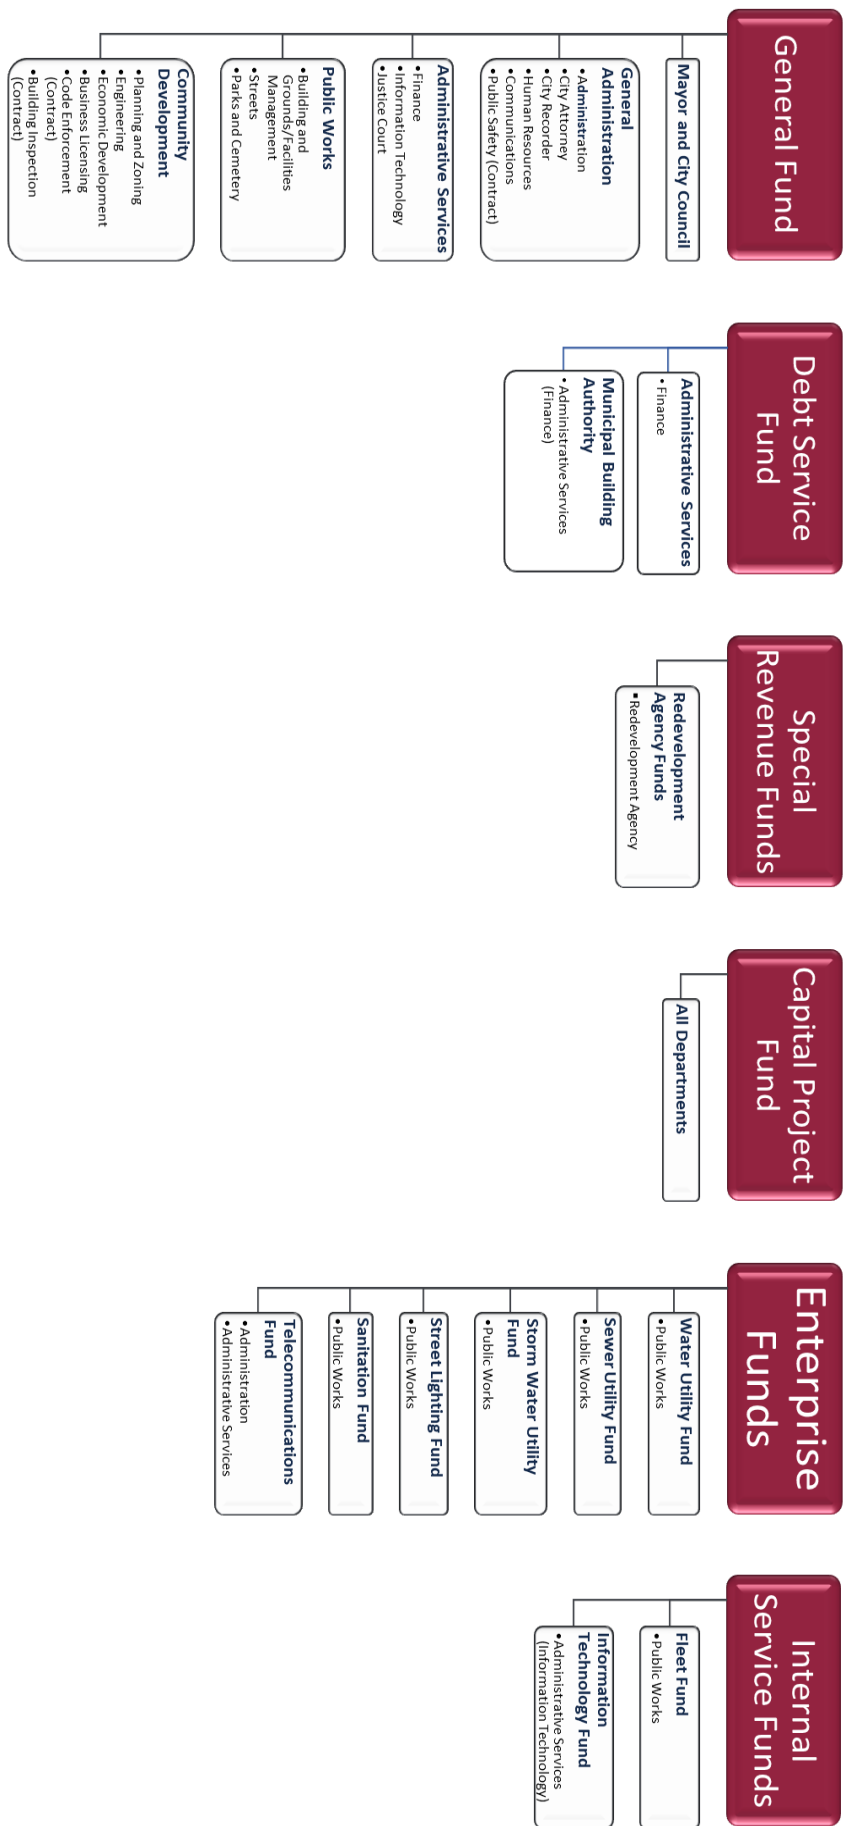 General Fund
Mayor and City Council
General
Administration
•Administration
•City Attorney
•City Recorder
•Human Resources
•Communications
•Public Safety (Contract)
Administrative Services
•Finance
•Information Technology
•Justice Court
Public Works
•Building and
Grounds/Facilities
Management
•Streets
•Parks and Cemetery
Community
Development
•Planning and Zoning
•Engineering
•Economic Development
•Business Licensing
•Code Enforcement
(Contract)
•Building Inspection
(Contract)
Debt Service
Fund
Administrative Services
• Finance
Municipal Building
Authority
• Administrative Services
(Finance)
Special
Revenue Funds
Redevelopment
Agency Funds
•Redevelopment Agency
Capital Project
Fund
All Departments
Enterprise
Funds
Water Utility Fund
•Public Works
Sewer Utility Fund
•Public Works
Storm Water Utility
Fund
•Public Works
Street Lighting Fund
•Public Works
Sanitation Fund
•Public Works
Telecommunications
Fund
•Administration
•Administrative Services
Internal
Service Funds
Fleet Fund
•Public Works
Information
Technology Fund
•Administrative Services
(Information Technology)